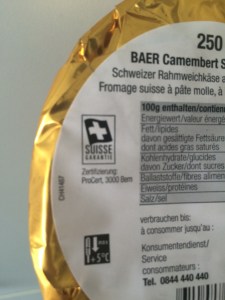 250
BAER Camembert S
Schweizer Rahmweichkäse a
Fromage suisse à pâte molle, à
100g enthalten/contien
Energiewert/valeur énergé
Fett/lipides
davon gesättigte Fettsäure
dont acides gras saturés
Kohlenhydrate/glucides
davon Zucker/dont sucres
Ballaststoffe/fibres alimen
Eiweiss/protéines
Salz/sel
SUISSE
GARANTIE
Zertifizierung:
ProCert, 3000 Bern
verbrauchen bis:
à consommer jusqu'au :
Konsumentendienst/
Service
consommateurs :
Tel. 0844 440 440
+5°C